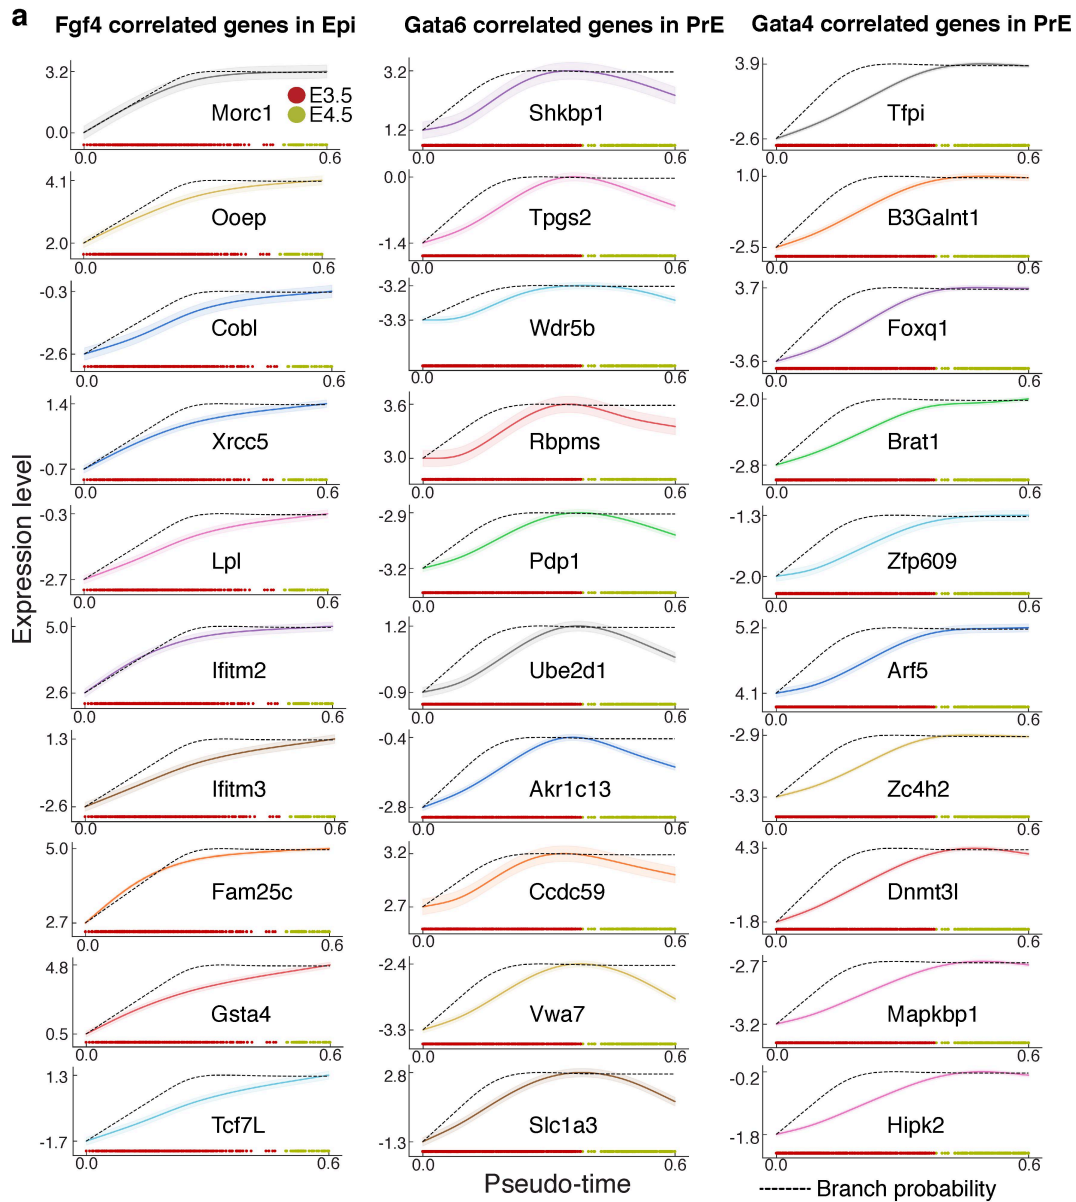 a
Fgf4 correlated genes in Epi
Gata6 correlated genes in PrE
Gata4 correlated genes in PrE
Expression level
3.2
0.0
Morc1
E3.5
E4.5
0.0 0.6
4.1
2.0
Ooep
0.0 0.6
-0.3
-2.6
Cobl
0.0 0.6
1.4
-0.7
Xrcc5
0.0 0.6
-0.3
-2.7
Lpl
0.0 0.6
5.0
2.6
Ifitm2
0.0 0.6
1.3
-2.6
Ifitm3
0.0 0.6
5.0
2.7
Fam25c
0.0 0.6
4.8
0.5
Gsta4
0.0 0.6
1.3
-1.7
Tcf7L
0.0 0.6
3.2
1.2
Shkbp1
0.0 0.6
0.0
-1.4
Tpgs2
0.0 0.6
-3.2
-3.3
Wdr5b
0.0 0.6
3.6
3.0
Rbpms
0.0 0.6
-2.9
-3.2
Pdp1
0.0 0.6
1.2
-0.9
Ube2d1
0.0 0.6
-0.4
-2.8
Akr1c13
0.0 0.6
3.2
2.7
Ccdc59
0.0 0.6
-2.4
-3.3
Vwa7
0.0 0.6
2.8
-1.3
Slc1a3
0.0 0.6
Pseudo-time
3.9
-2.6
Tfpi
0.0 0.6
1.0
-2.5
B3Galnt1
0.0 0.6
3.7
-3.6
Foxq1
0.0 0.6
-2.0
-2.8
Brat1
0.0 0.6
-1.3
-2.0
Zfp609
0.0 0.6
5.2
4.1
Arf5
0.0 0.6
-2.9
-3.3
Zc4h2
0.0 0.6
4.3
-1.8
Dnmt3l
0.0 0.6
-2.7
-3.2
Mapkbp1
0.0 0.6
-0.2
-1.8
Hipk2
0.0 0.6
Branch probability